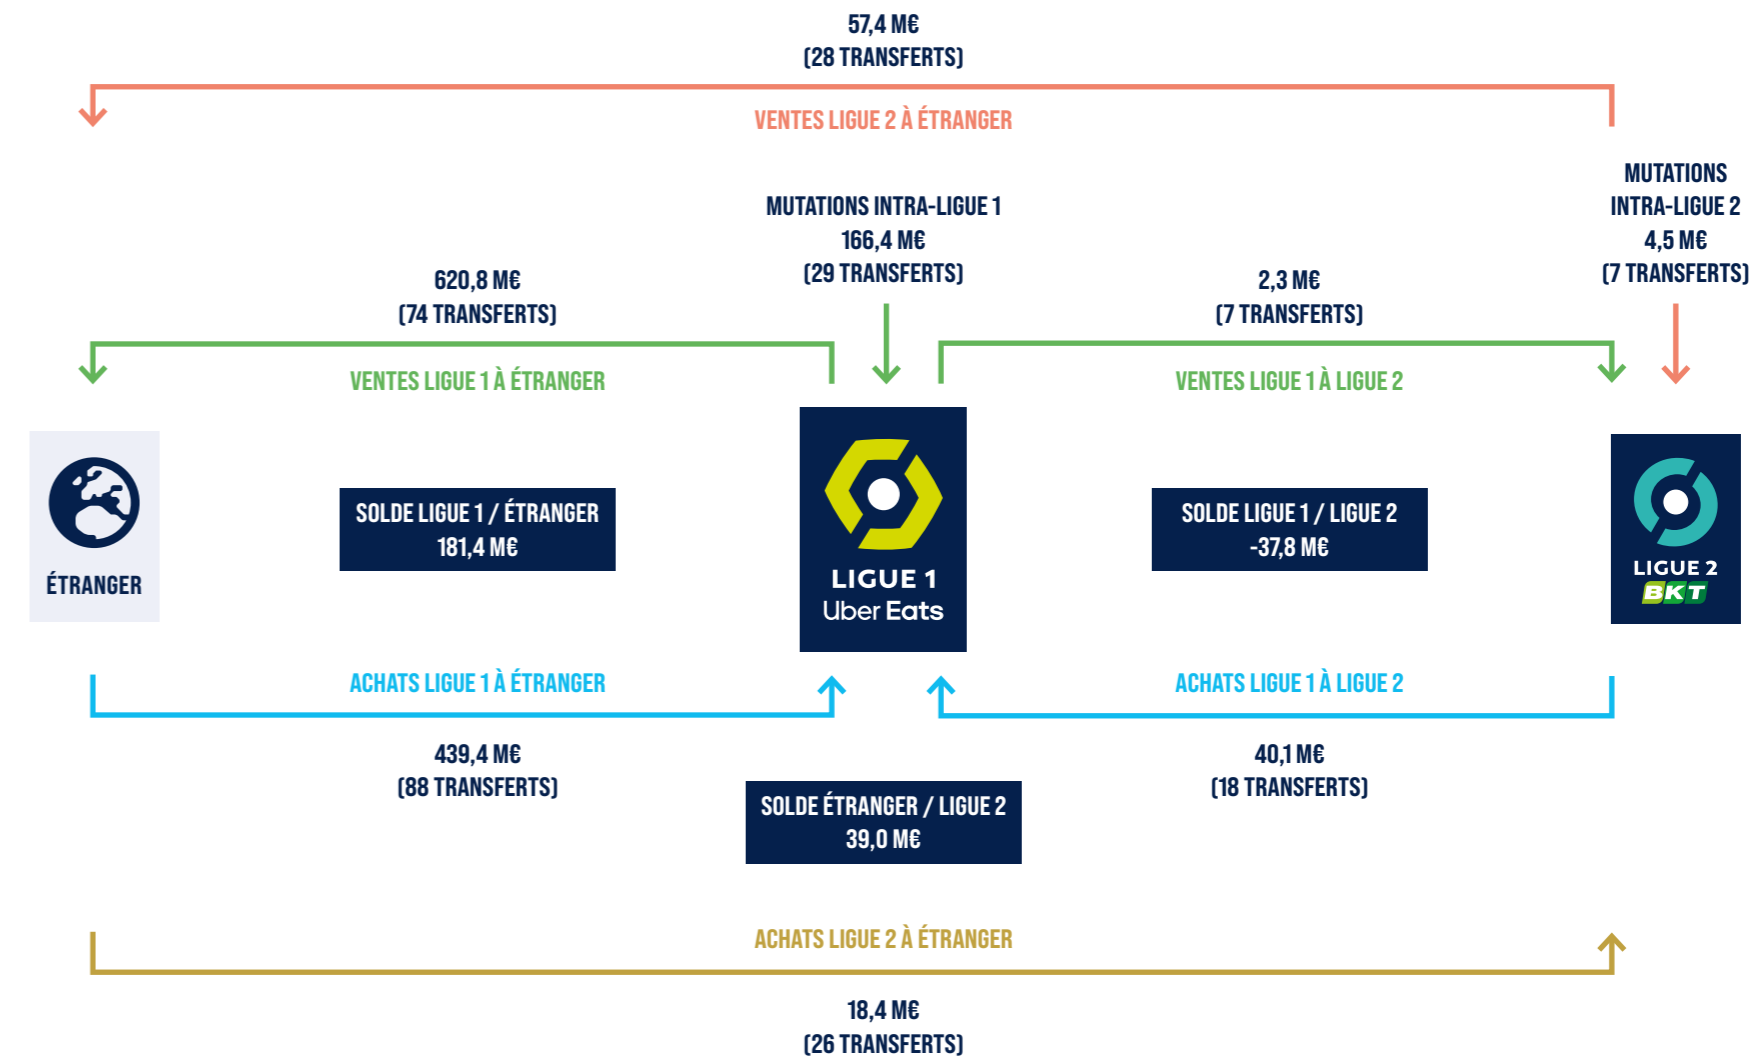 57,4 M€
(28 TRANSFERTS)
VENTES LIGUE 2 À ÉTRANGER
MUTATIONS
INTRA-LIGUE 2
4,5 M€
(7 TRANSFERTS)
MUTATIONS INTRA-LIGUE 1
166,4 M€
(29 TRANSFERTS)
620,8 M€
(74 TRANSFERTS)
2,3 M€
(7 TRANSFERTS)
VENTES LIGUE 1 À ÉTRANGER
VENTES LIGUE 1 À LIGUE 2
ÉTRANGER
SOLDE LIGUE 1 / ÉTRANGER
181,4 M€
LIGUE 1
Uber Eats
SOLDE LIGUE 1 / LIGUE 2
-37,8 M€
LIGUE 2
BKT
ACHATS LIGUE 1 À ÉTRANGER
ACHATS LIGUE 1 À LIGUE 2
439,4 M€
(88 TRANSFERTS)
40,1 M€
(18 TRANSFERTS)
SOLDE ÉTRANGER / LIGUE 2
39,0 M€
ACHATS LIGUE 2 À ÉTRANGER
18,4 M€
(26 TRANSFERTS)